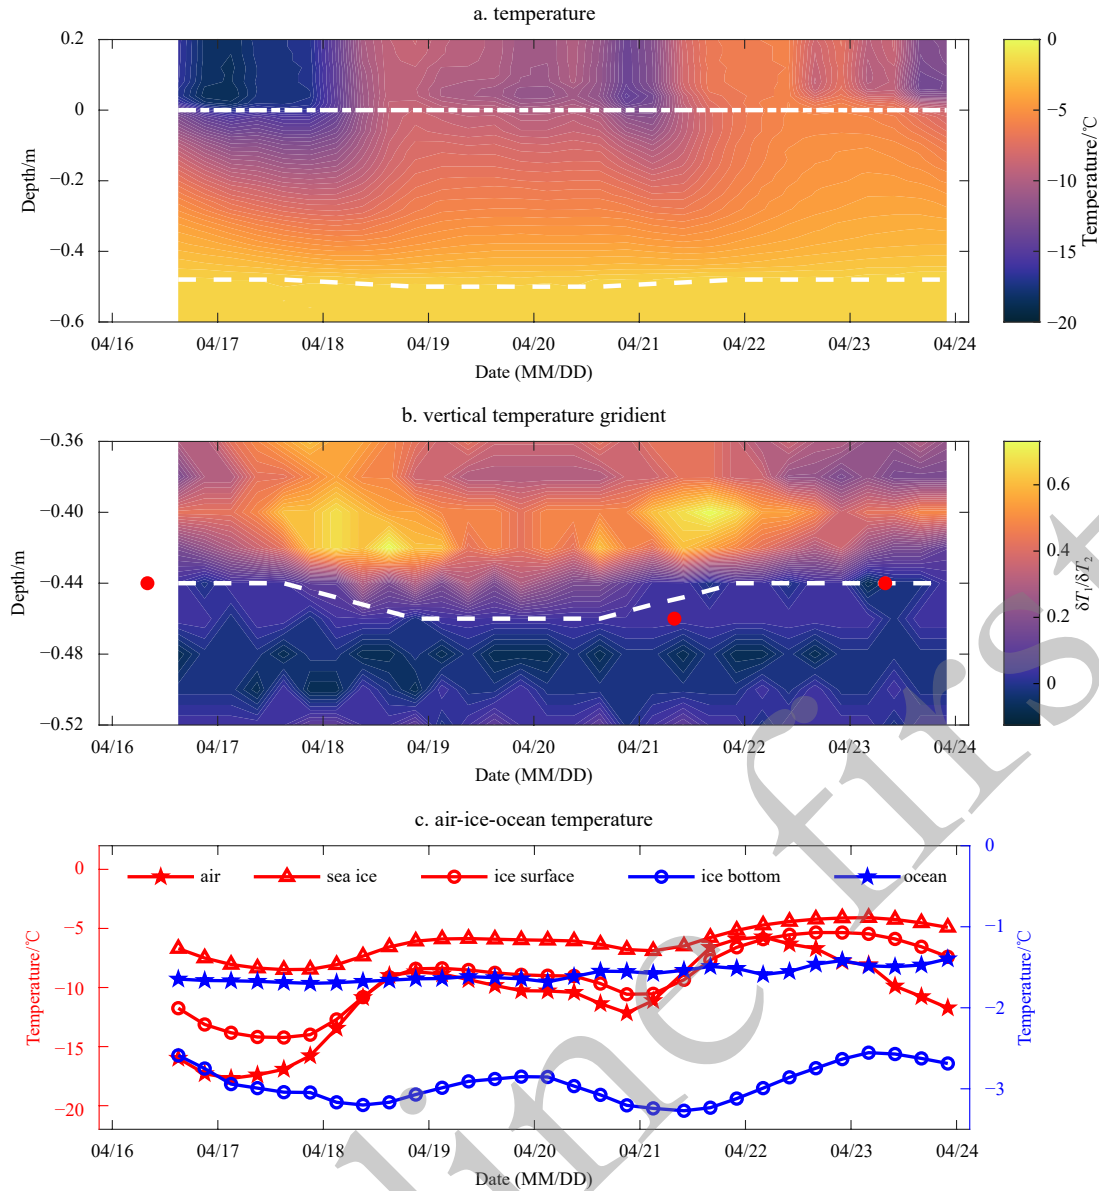 a. temperature
0.2
0
−0.2
−0.4
−0.6
Depth/m
04/16 04/17 04/18 04/19 04/20 04/21 04/22 04/23 04/24
Date (MM/DD)
0
−5
−10
−15
−20
Temperature/℃
b. vertical temperature gridient
−0.36
−0.40
−0.44
−0.48
−0.52
Depth/m
04/16 04/17 04/18 04/19 04/20 04/21 04/22 04/23 04/24
Date (MM/DD)
0.6
0.4
0.2
0
δT₁/δT₂
c. air-ice-ocean temperature
air sea ice ice surface ice bottom ocean
0
−5
−10
−15
−20
Temperature/℃
0
−1
−2
−3
Temperature/℃
04/16 04/17 04/18 04/19 04/20 04/21 04/22 04/23 04/24
Date (MM/DD)
line first